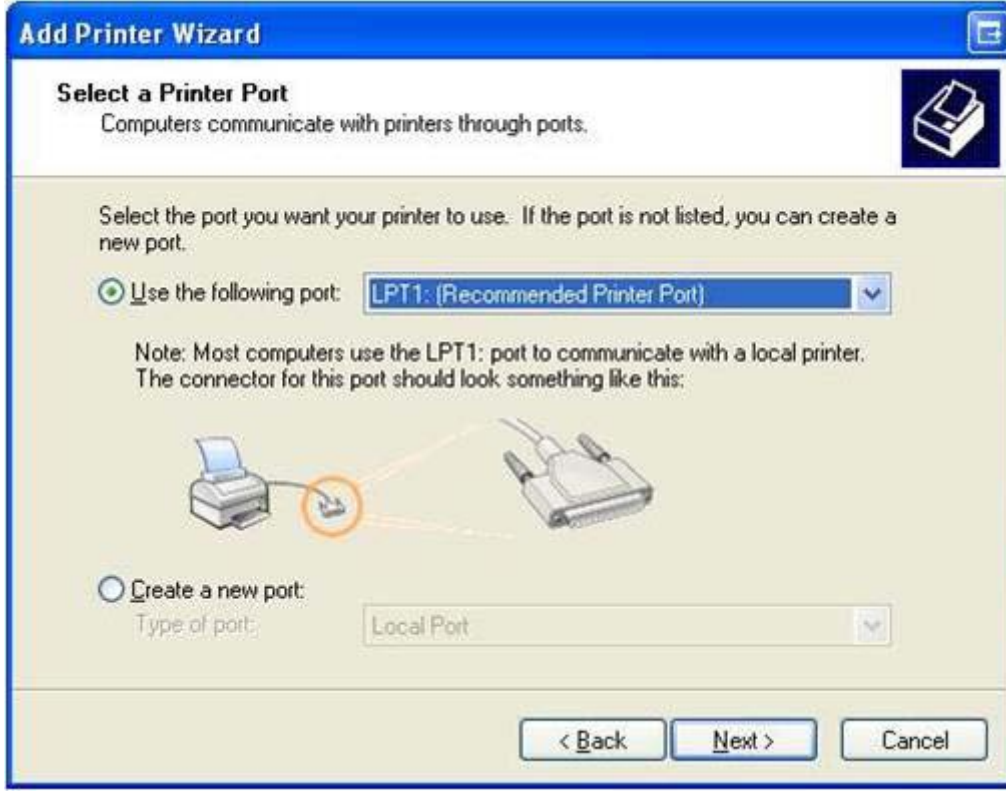 Add Printer Wizard
Select a Printer Port
Computers communicate with printers through ports.
Select the port you want your printer to use.  If the port is not listed, you can create a
new port.
Use the following port:
LPT1: (Recommended Printer Port)
Note: Most computers use the LPT1: port to communicate with a local printer.
The connector for this port should look something like this:
Create a new port:
Type of port:
Local Port
< Back
Next >
Cancel